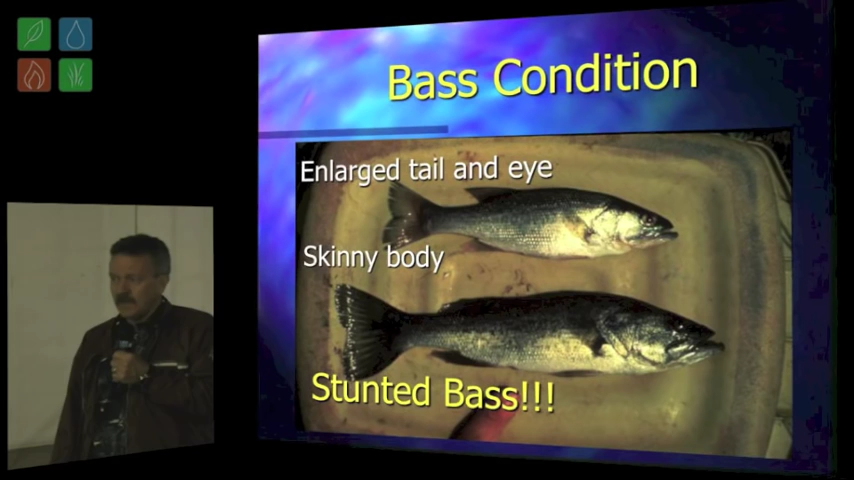 Bass Condition
Enlarged tail and eye
Skinny body
Stunted Bass!!!